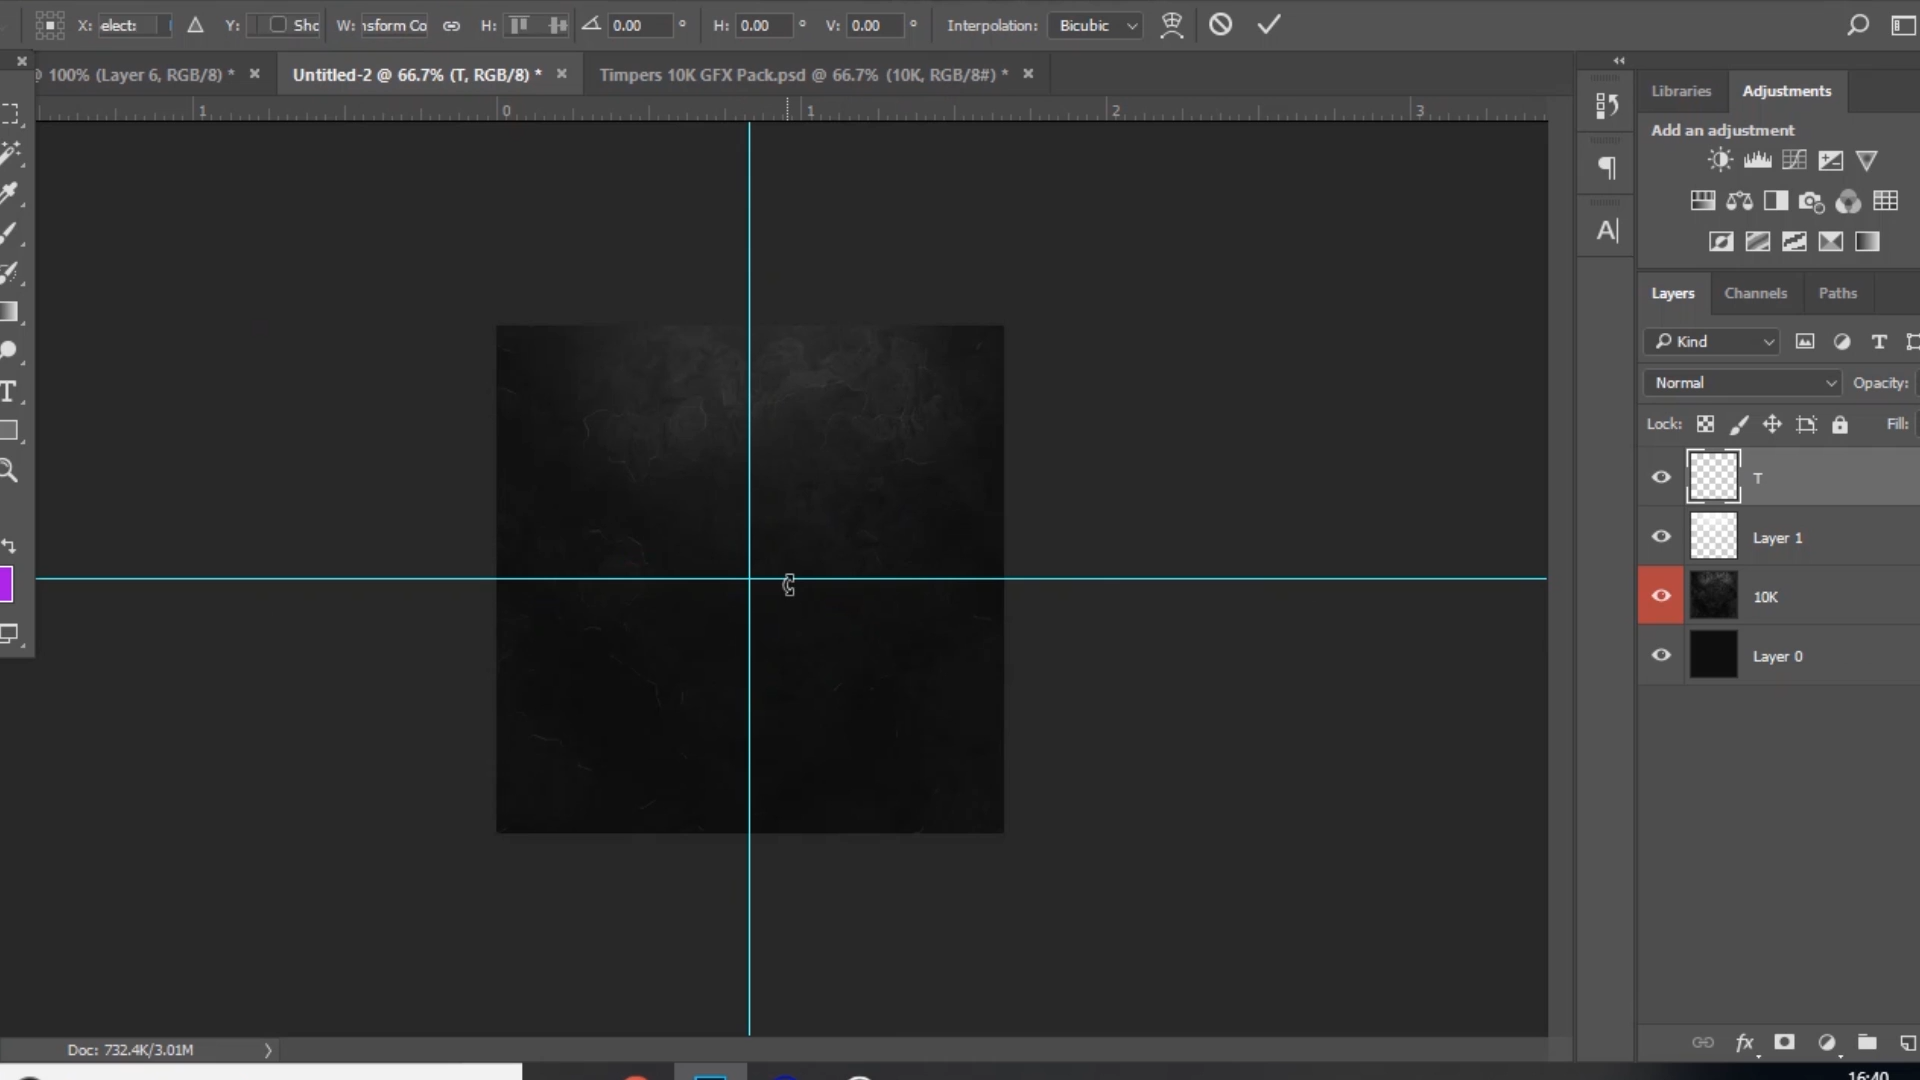 X: elect: Y: Shc W: nsform Co H: 0.00 ° H: 0.00 ° V: 0.00 ° Interpolation: Bicubic
@ 100% (Layer 6, RGB/8) * × Untitled-2 @ 66.7% (T, RGB/8) * × Timpers 10K GFX Pack.psd @ 66.7% (10K, RGB/8#) * ×
1 0 1 2 3
Libraries Adjustments
Add an adjustment
Layers Channels Paths
Kind
Normal Opacity:
Lock: Fill:
T
Layer 1
10K
Layer 0
Doc: 732.4K/3.01M
16:40